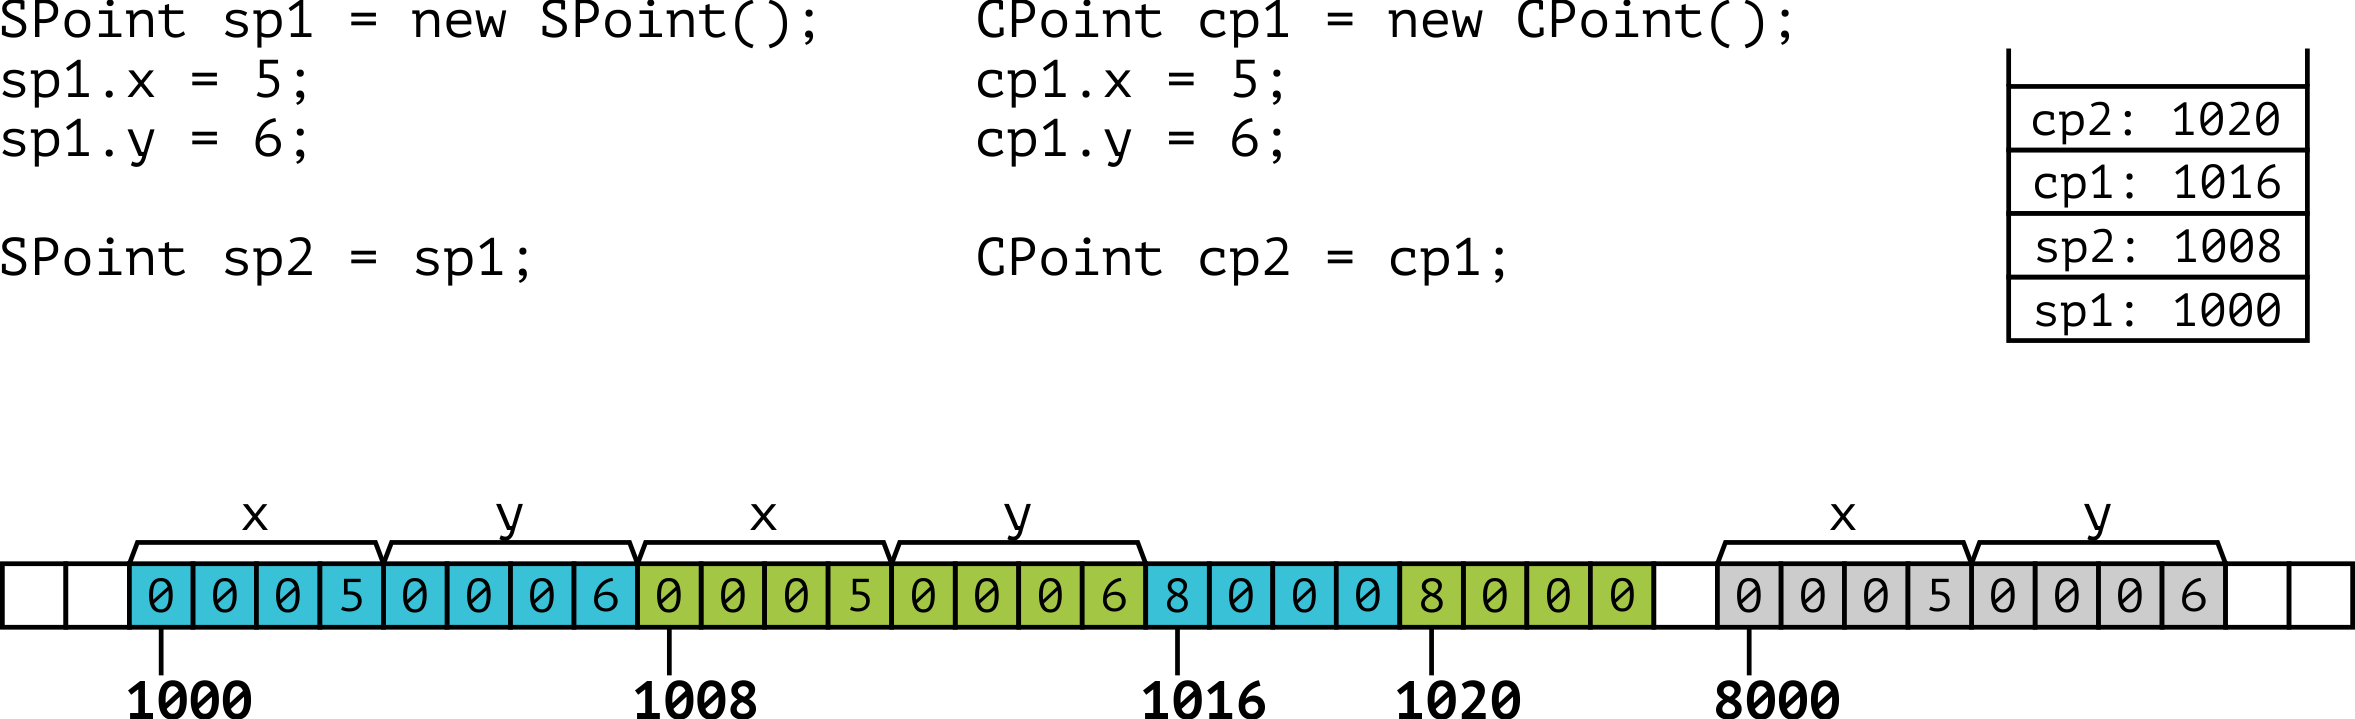 SPoint sp1 = new SPoint();
sp1.x = 5;
sp1.y = 6;
SPoint sp2 = sp1;
CPoint cp1 = new CPoint();
cp1.x = 5;
cp1.y = 6;
CPoint cp2 = cp1;
cp2: 1020
cp1: 1016
sp2: 1008
sp1: 1000
x y x y x y
0 0 0 5 0 0 0 6 0 0 0 5 0 0 0 6 8 0 0 0 8 0 0 0 0 0 0 5 0 0 0 6
1000 1008 1016 1020 8000